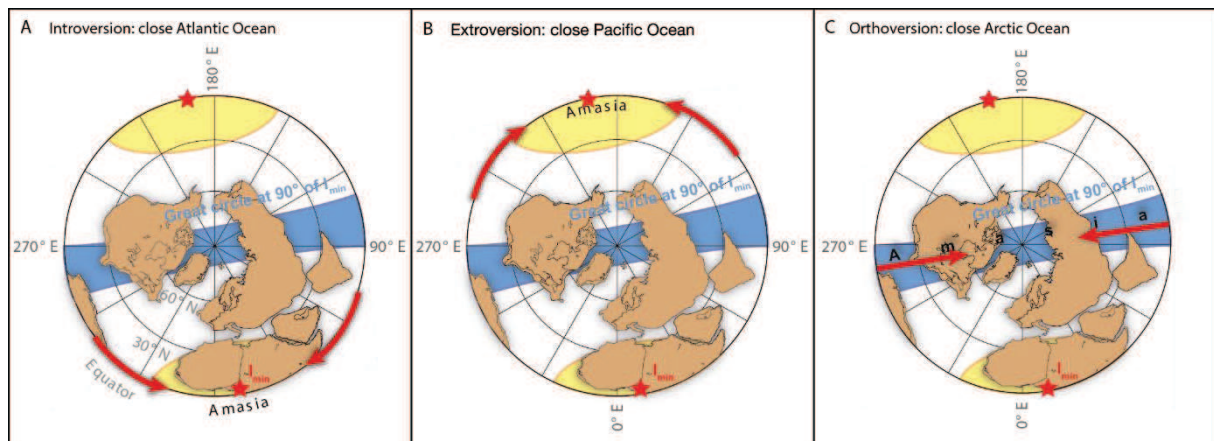 A Introversion: close Atlantic Ocean
180° E
Great circle at 90° of Imin
270° E
90° E
60° N
30° N
Equator
Imin
Amasia
B Extroversion: close Pacific Ocean
Amasia
Great circle at 90° of Imin
270° E
90° E
Imin
0° E
C Orthoversion: close Arctic Ocean
180° E
Great circle at 90° of Imin
A m a s i a
270° E
90° E
Imin
0° E